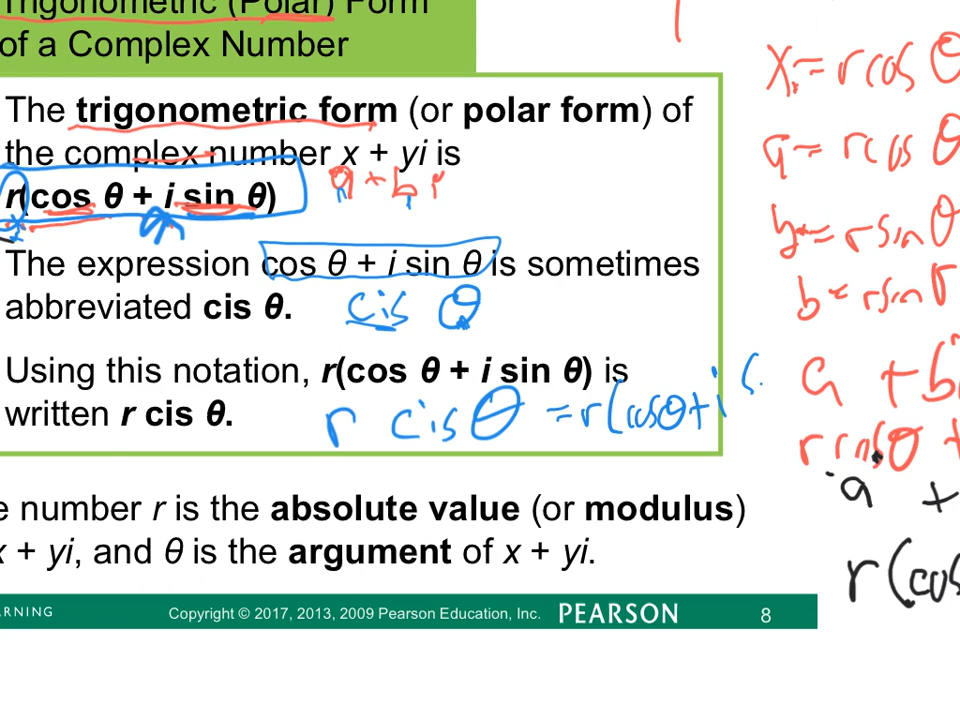 Trigonometric (Polar) Form
of a Complex Number
The trigonometric form (or polar form) of
the complex number x + yi is
r(cos θ + i sin θ)
a + b i
The expression cos θ + i sin θ is sometimes
abbreviated cis θ.
cis θ
Using this notation, r(cos θ + i sin θ) is
written r cis θ.
r cis θ = r(cosθ+i (
e number r is the absolute value (or modulus)
x + yi, and θ is the argument of x + yi.
x = r cos θ
a = r cos θ
y = r sin θ
b = r sin
a + bi
r cos θ +
a +
r(cos
ARNING
Copyright © 2017, 2013, 2009 Pearson Education, Inc.
PEARSON
8